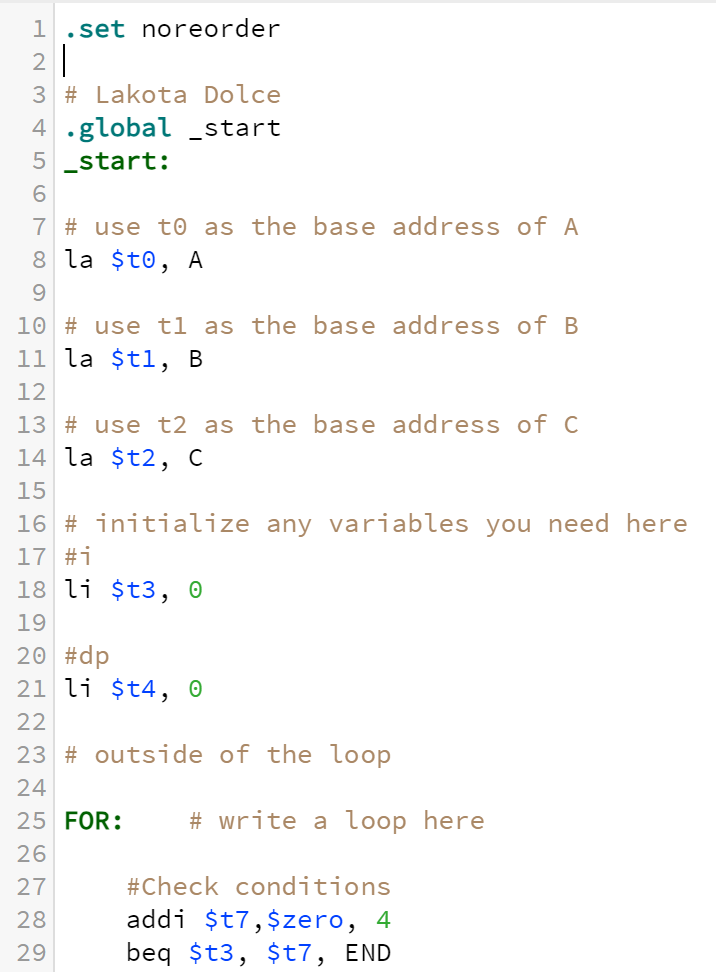 1 .set noreorder
2
3 # Lakota Dolce
4 .global _start
5 _start:
6
7 # use t0 as the base address of A
8 la $t0, A
9
10 # use t1 as the base address of B
11 la $t1, B
12
13 # use t2 as the base address of C
14 la $t2, C
15
16 # initialize any variables you need here
17 #i
18 li $t3, 0
19
20 #dp
21 li $t4, 0
22
23 # outside of the loop
24
25 FOR:    # write a loop here
26
27     #Check conditions
28     addi $t7,$zero, 4
29     beq $t3, $t7, END